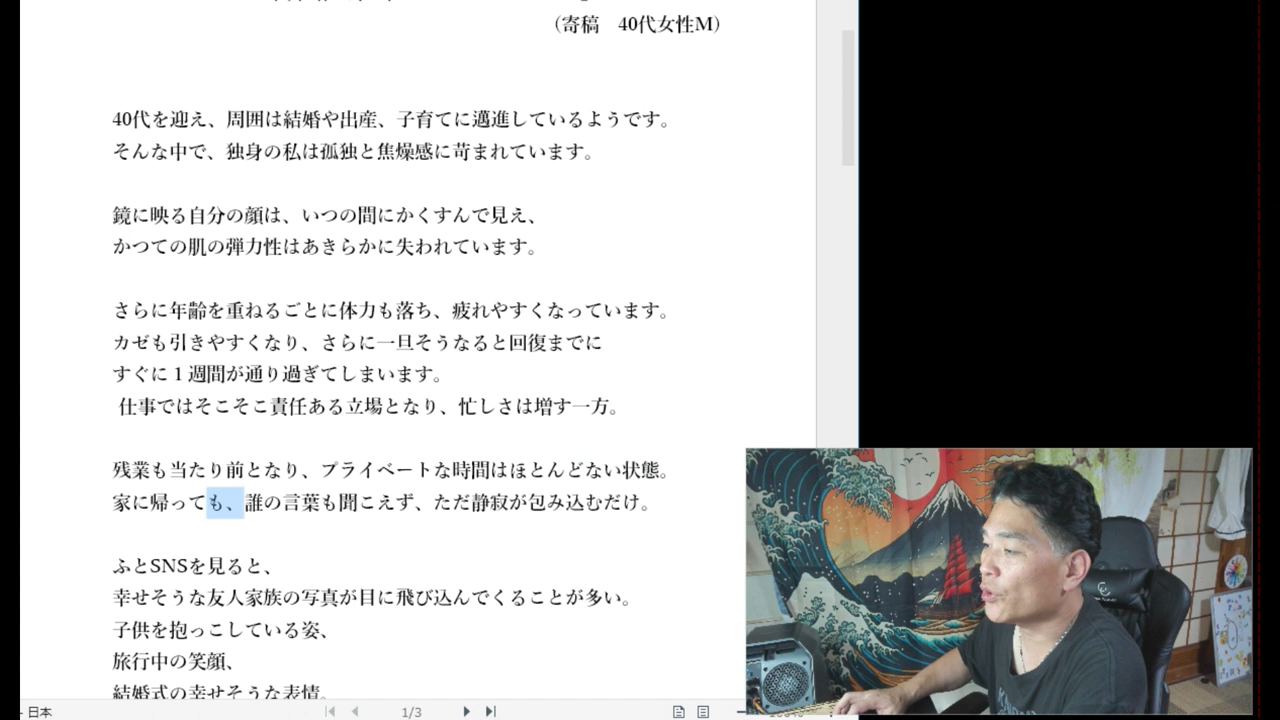 （寄稿　40代女性M）
40代を迎え、周囲は結婚や出産、子育てに邁進しているようです。
そんな中で、独身の私は孤独と焦燥感に苛まれています。
鏡に映る自分の顔は、いつの間にかくすんで見え、
かつての肌の弾力性はあきらかに失われています。
さらに年齢を重ねるごとに体力も落ち、疲れやすくなっています。
カゼも引きやすくなり、さらに一旦そうなると回復までに
すぐに１週間が通り過ぎてしまいます。
仕事ではそこそこ責任ある立場となり、忙しさは増す一方。
残業も当たり前となり、プライベートな時間はほとんどない状態。
家に帰っても、誰の言葉も聞こえず、ただ静寂が包み込むだけ。
ふとSNSを見ると、
幸せそうな友人家族の写真が目に飛び込んでくることが多い。
子供を抱っこしている姿、
旅行中の笑顔、
結婚式の幸せそうな表情。
日本
1/3